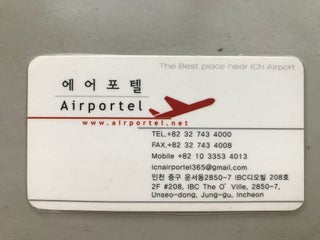 The Best place near ICN Airport
에어포텔
Airportel
www.airportel.net
TEL.+82 32 743 4000
FAX.+82 32 743 4008
Mobile +82 10 3353 4013
icnairportel365@gmail.com
인천 중구 운서동2850-7 IBC디오빌 208호
2F #208, IBC The O' Ville, 2850-7,
Unseo-dong, Jung-gu, Incheon